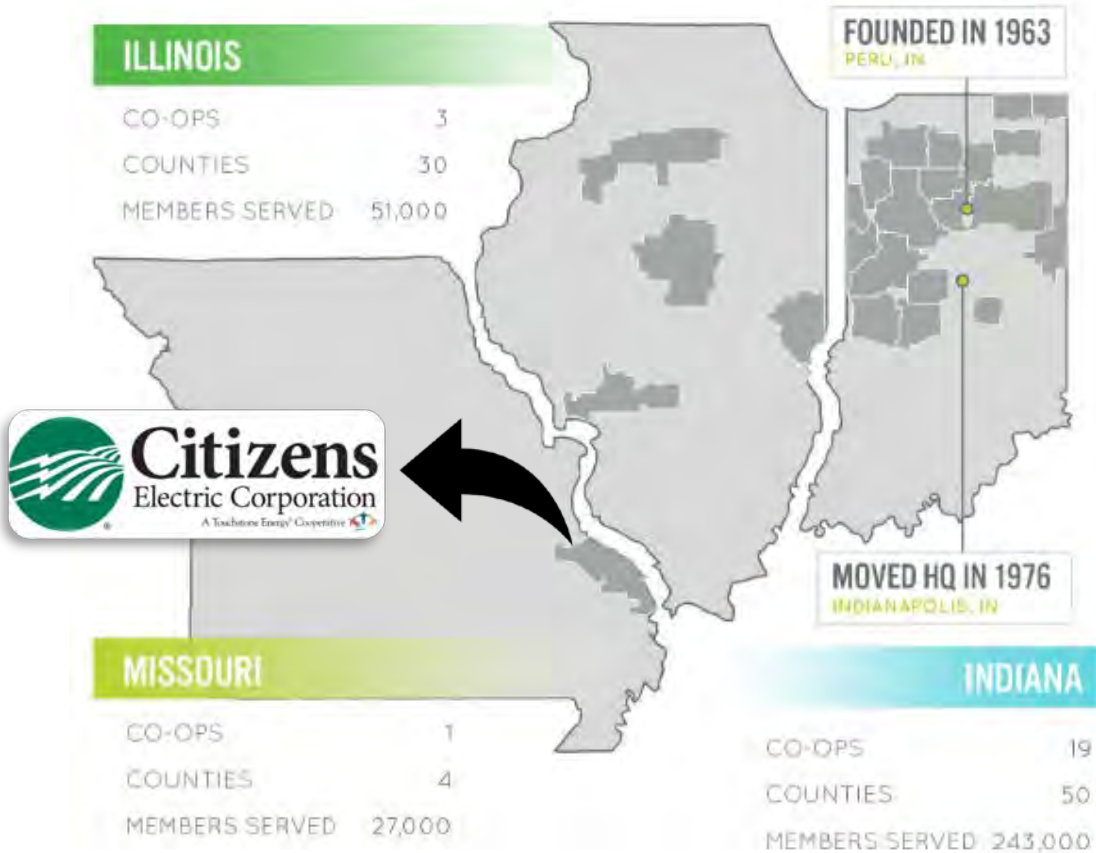 ILLINOIS
CO-OPS 3
COUNTIES 30
MEMBERS SERVED 51,000
FOUNDED IN 1963
PERU, IN
Citizens
Electric Corporation
A Touchstone Energy® Cooperative
®
MOVED HQ IN 1976
INDIANAPOLIS, IN
MISSOURI
CO-OPS 1
COUNTIES 4
MEMBERS SERVED 27,000
INDIANA
CO-OPS 19
COUNTIES 50
MEMBERS SERVED 243,000